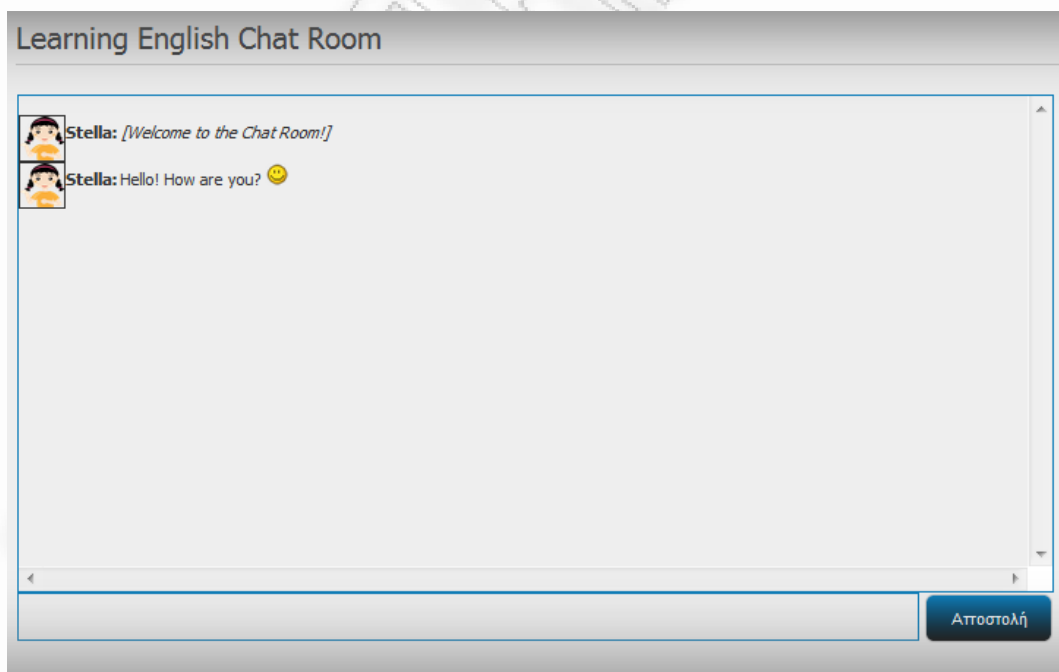 Learning English Chat Room
Stella: [Welcome to the Chat Room!]
Stella: Hello! How are you?
Αποστολή